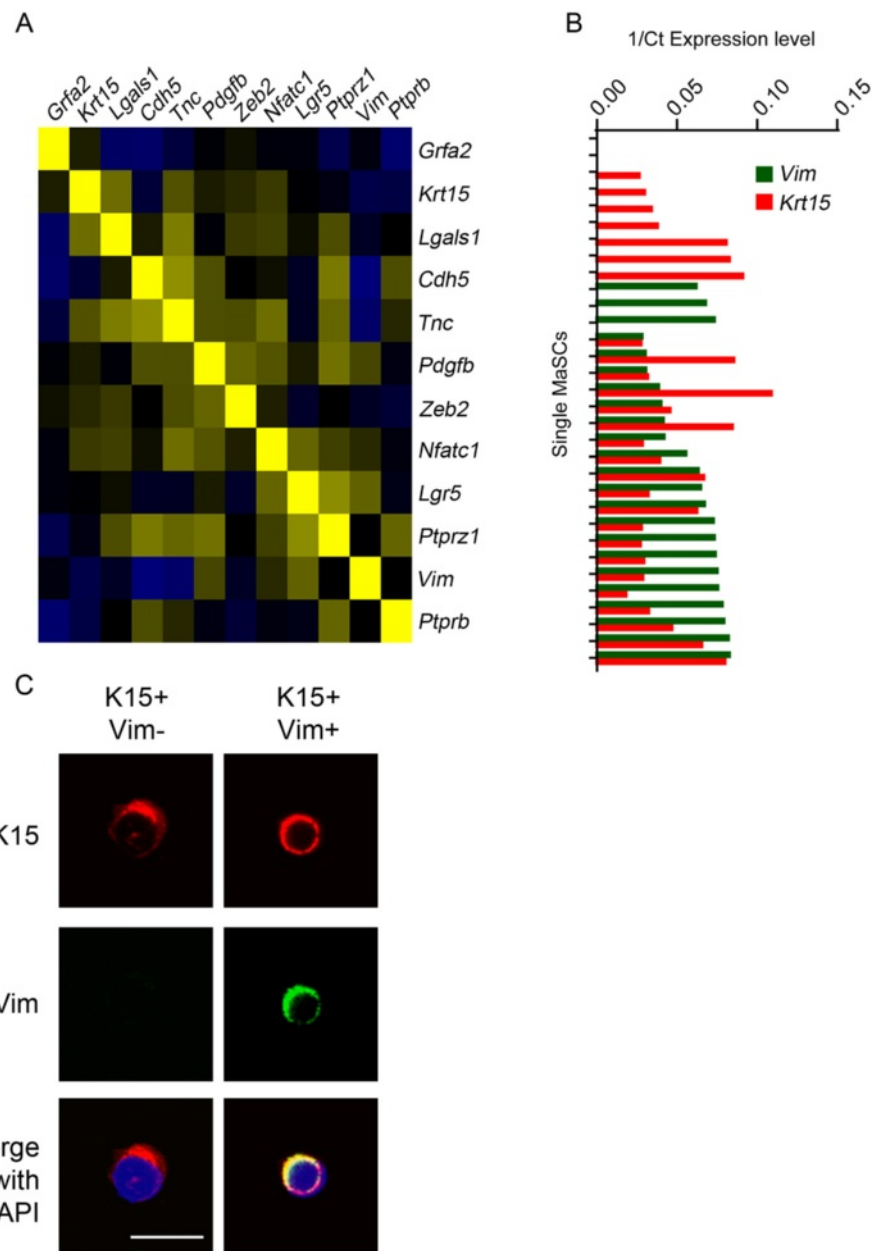 A
Grfa2 Krt15 Lgals1 Cdh5 Tnc Pdgfb Zeb2 Nfatc1 Lgr5 Ptprz1 Vim Ptprb
Grfa2
Krt15
Lgals1
Cdh5
Tnc
Pdgfb
Zeb2
Nfatc1
Lgr5
Ptprz1
Vim
Ptprb
B
1/Ct Expression level
0.00 0.05 0.10 0.15
Vim
Krt15
Single MaSCs
C
K15+ K15+
Vim- Vim+
K15
Vim
rge
with
API